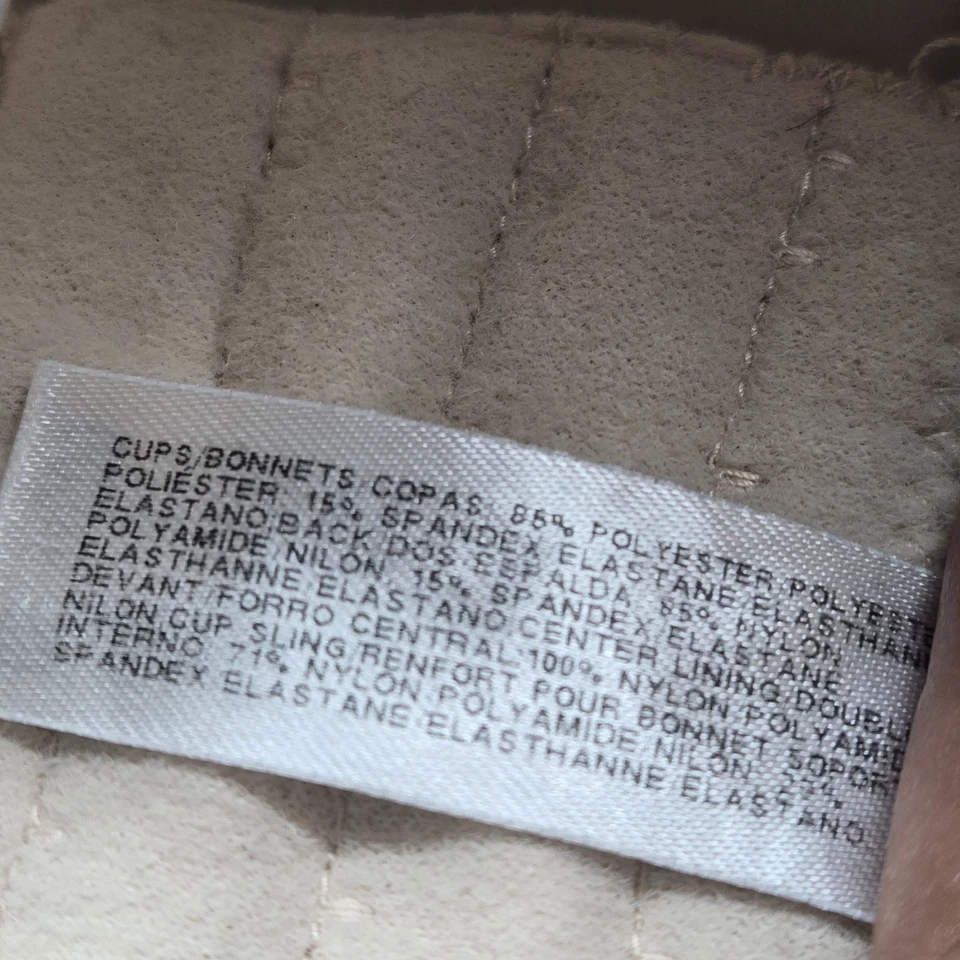 CUPS/BONNETS COPAS: 85% POLYESTER POLYESTE
POLIÉSTER 15% SPANDEX ELASTANE/ELASTHANN
ELASTANO BACK DOS ESPALDA 85% NYLON
POLYAMIDE/NILON 15% SPANDEX/ELASTANE
ELASTHANNE/ELASTANO CENTER LINING/DOUBL
DEVANT/FORRO CENTRAL 100% NYLON POLYAMID
NILON CUP SLING/RENFORT POUR BONNET SOPOR
INTERNO 71% NYLON POLYAMIDE/NILON
SPANDEX ELASTANE/ELASTHANNE/ELASTANO